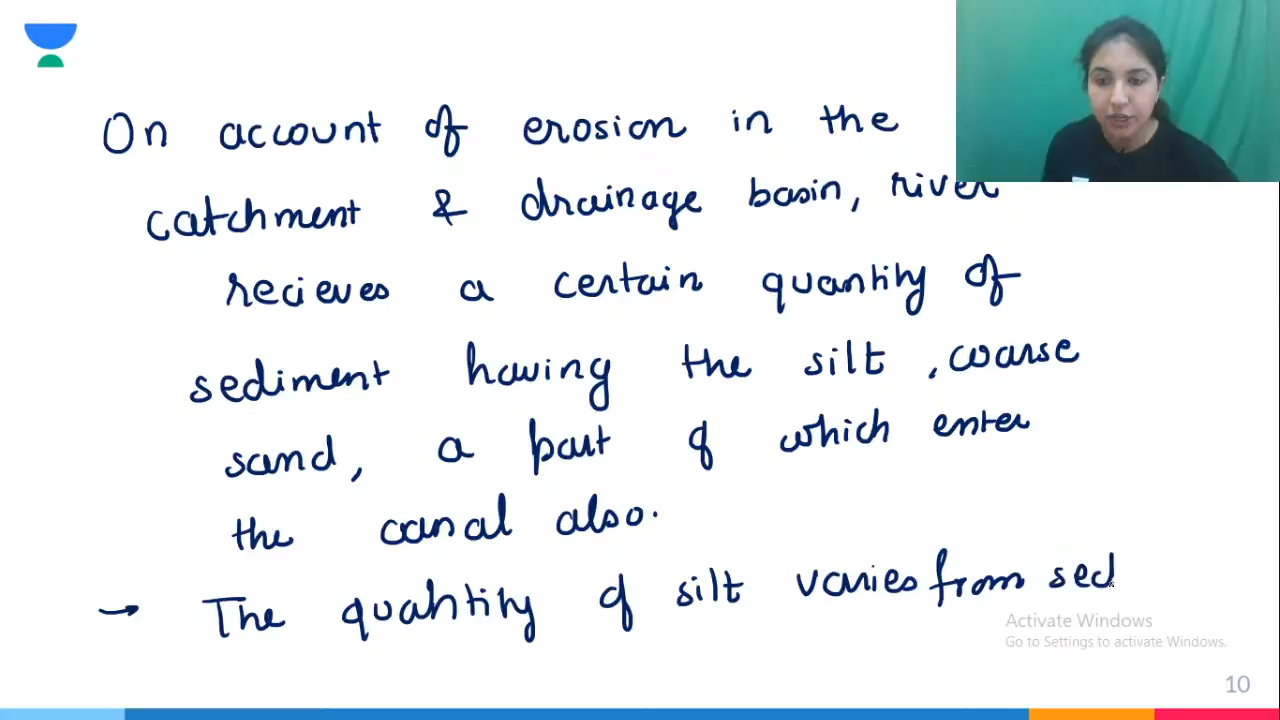 On account of erosion in the
catchment & drainage basin, river
recieves a certain quantity of
sediment having the silt, coarse
sand, a part of which enter
the canal also.
→ The quantity of silt varies from sed
Activate Windows
Go to Settings to activate Windows.
10